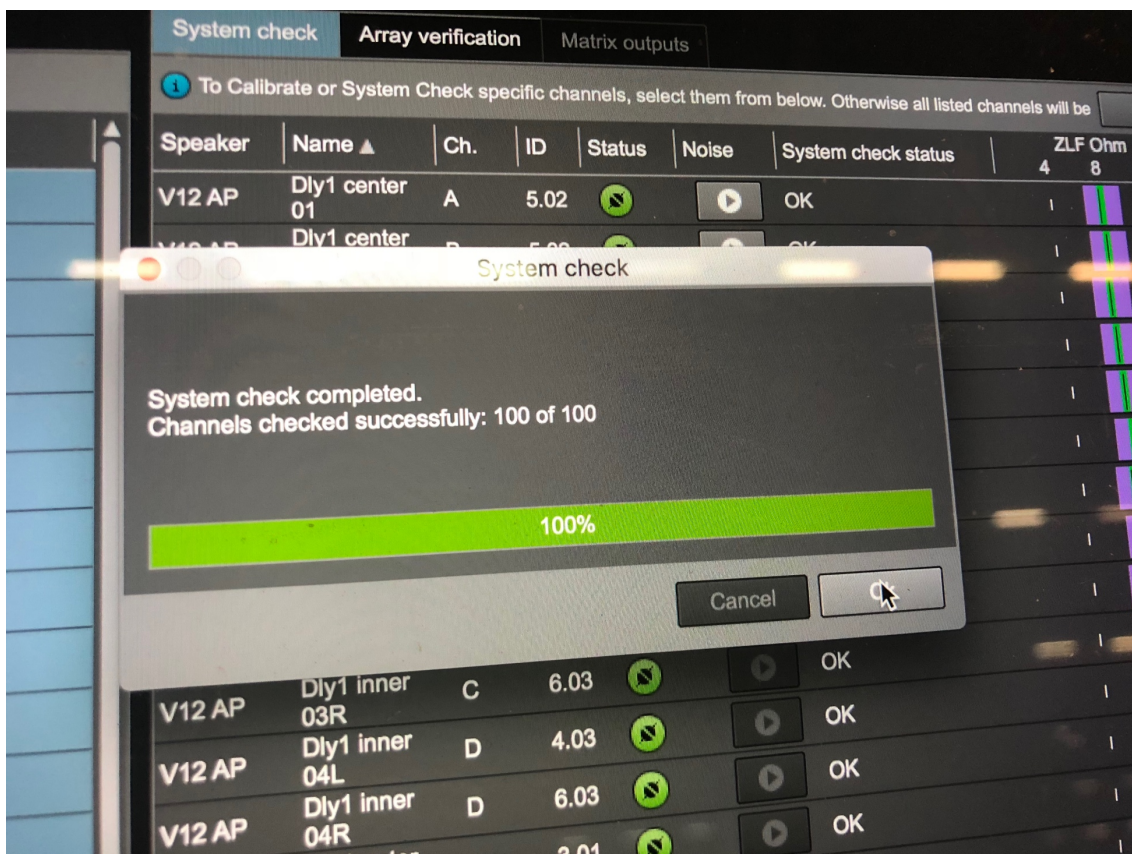 System check Array verification Matrix outputs
i To Calibrate or System Check specific channels, select them from below. Otherwise all listed channels will be
Speaker Name Ch. ID Status Noise System check status ZLF Ohm
4 8
V12 AP Dly1 center 01 A 5.02 OK
Dly1 center
System check
System check completed.
Channels checked successfully: 100 of 100
100%
Cancel
OK
V12 AP Dly1 inner 03R C 6.03 OK
V12 AP Dly1 inner 04L D 4.03 OK
V12 AP Dly1 inner 04R D 6.03 OK